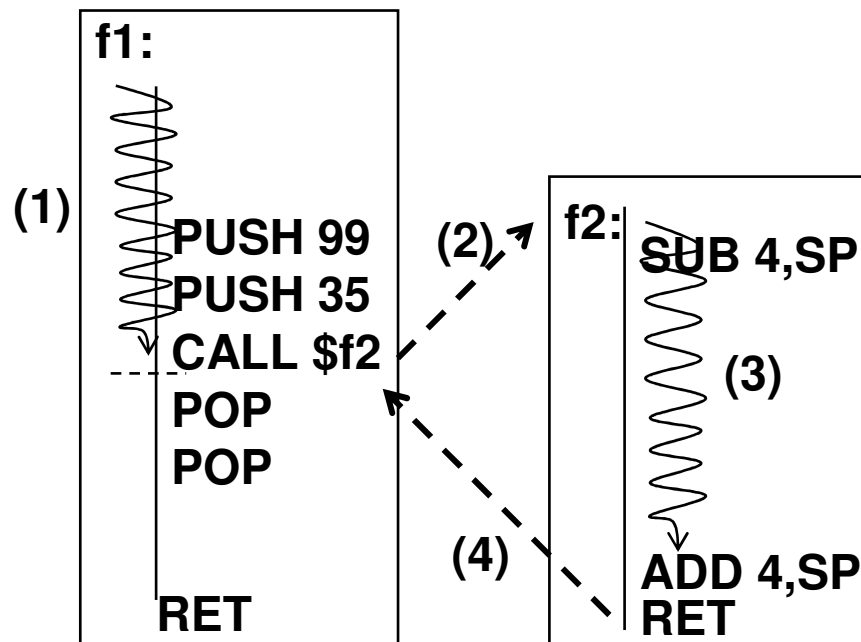 f1:
(1)
PUSH 99
PUSH 35
CALL $f2
POP
POP
RET
(2)
(4)
f2:
SUB 4,SP
(3)
ADD 4,SP
RET